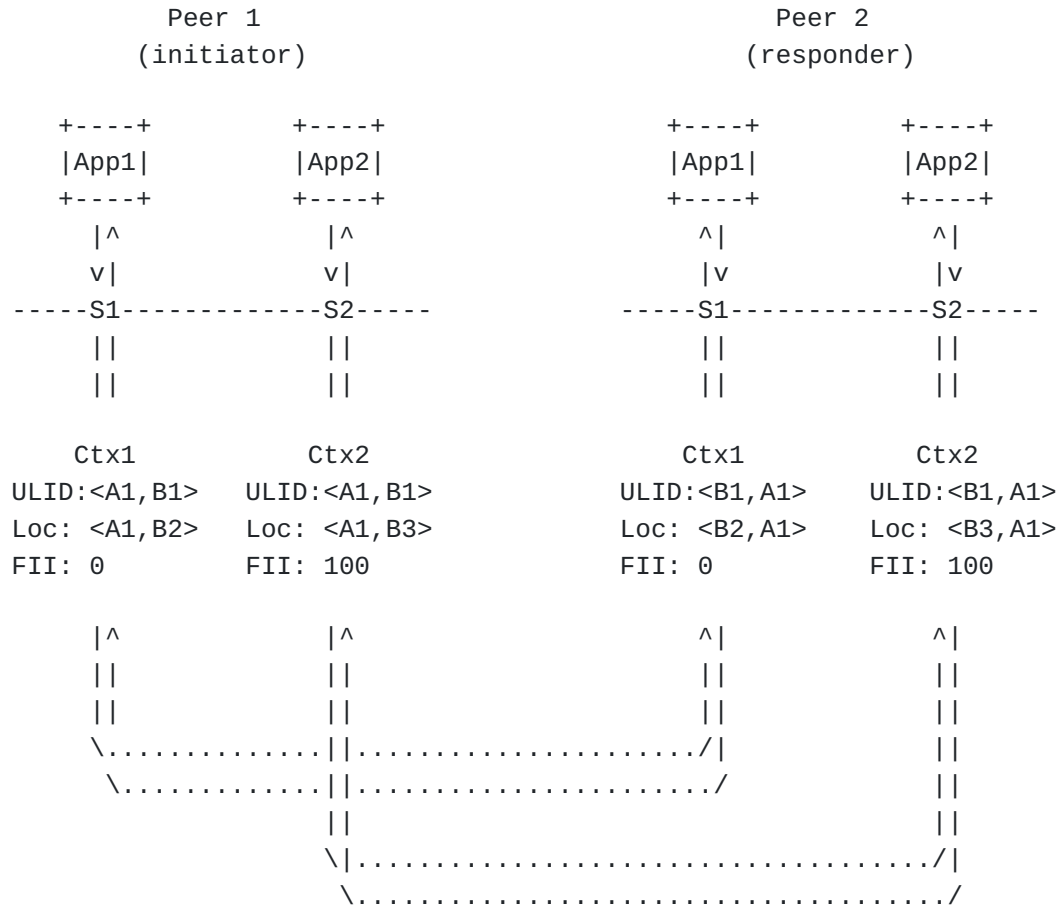 Peer 1                                  Peer 2
(initiator)                             (responder)
+----+         +----+                  +----+         +----+
|App1|         |App2|                  |App1|         |App2|
+----+         +----+                  +----+         +----+
|^             |^                       ^|             ^|
v|             v|                       |v             |v
-----S1-------------S2-----            -----S1-------------S2-----
||             ||                       ||             ||
||             ||                       ||             ||
Ctx1           Ctx2                    Ctx1           Ctx2
ULID:<A1,B1>   ULID:<A1,B1>            ULID:<B1,A1>   ULID:<B1,A1>
Loc: <A1,B2>   Loc: <A1,B3>            Loc: <B2,A1>   Loc: <B3,A1>
FII: 0         FII: 100                FII: 0         FII: 100
|^             |^                       ^|             ^|
||             ||                       ||             ||
||             ||                       ||             ||
\..............||....................../|             ||
\.............||......................./             ||
||                                      ||
\|...................................../|
\......................................./